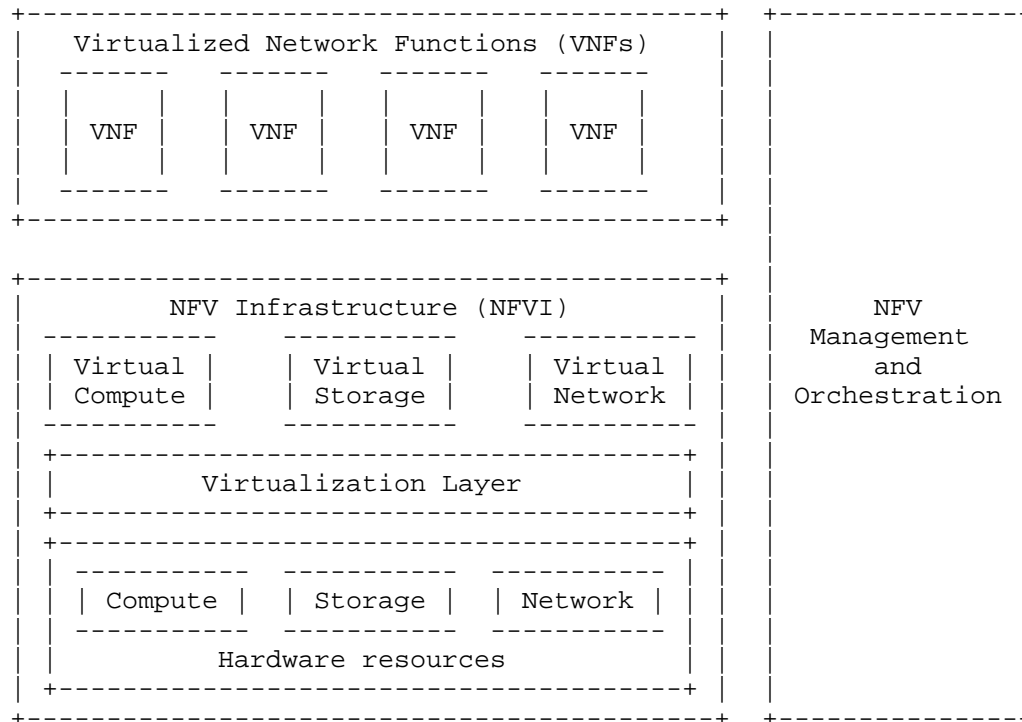 Virtualized Network Functions (VNFs)
VNF VNF VNF VNF
NFV Infrastructure (NFVI)
Virtual Virtual Virtual
Compute Storage Network
NFV
Management
and
Orchestration
Virtualization Layer
Compute Storage Network
Hardware resources